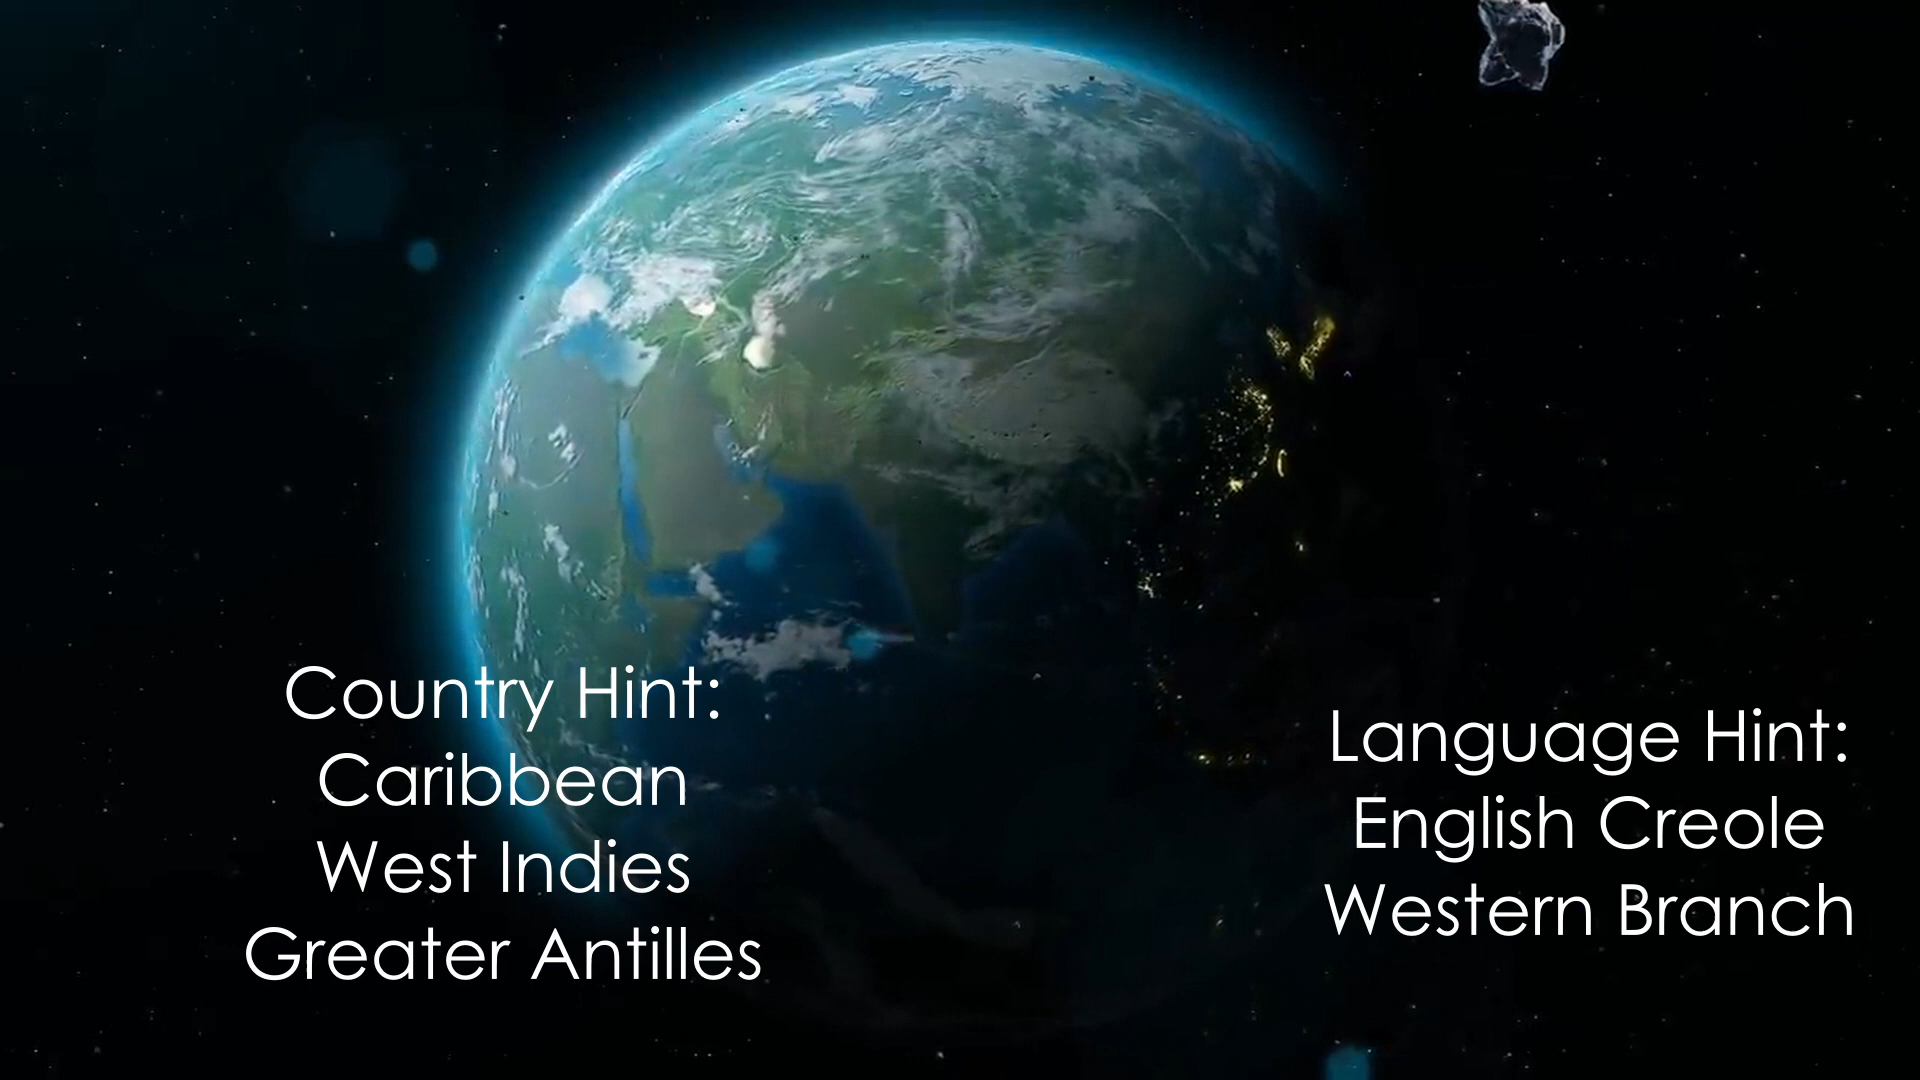 Country Hint:
Caribbean
West Indies
Greater Antilles
Language Hint:
English Creole
Western Branch